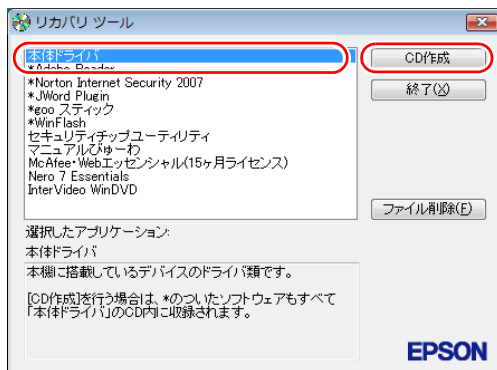 リカバリ ツール
本体ドライバ
*Adobe Reader
*Norton Internet Security 2007
*JWord Plugin
*goo スティック
*WinFlash
セキュリティチップユーティリティ
マニュアルびゅーわ
McAfee・Webエッセンシャル(15ヶ月ライセンス)
Nero 7 Essentials
InterVideo WinDVD
CD作成
終了(X)
ファイル削除(F)
選択したアプリケーション:
本体ドライバ
本機に搭載しているデバイスのドライバ類です。
[CD作成]を行う場合は、*のついたソフトウェアもすべて
「本体ドライバ」のCD内に収録されます。
EPSON